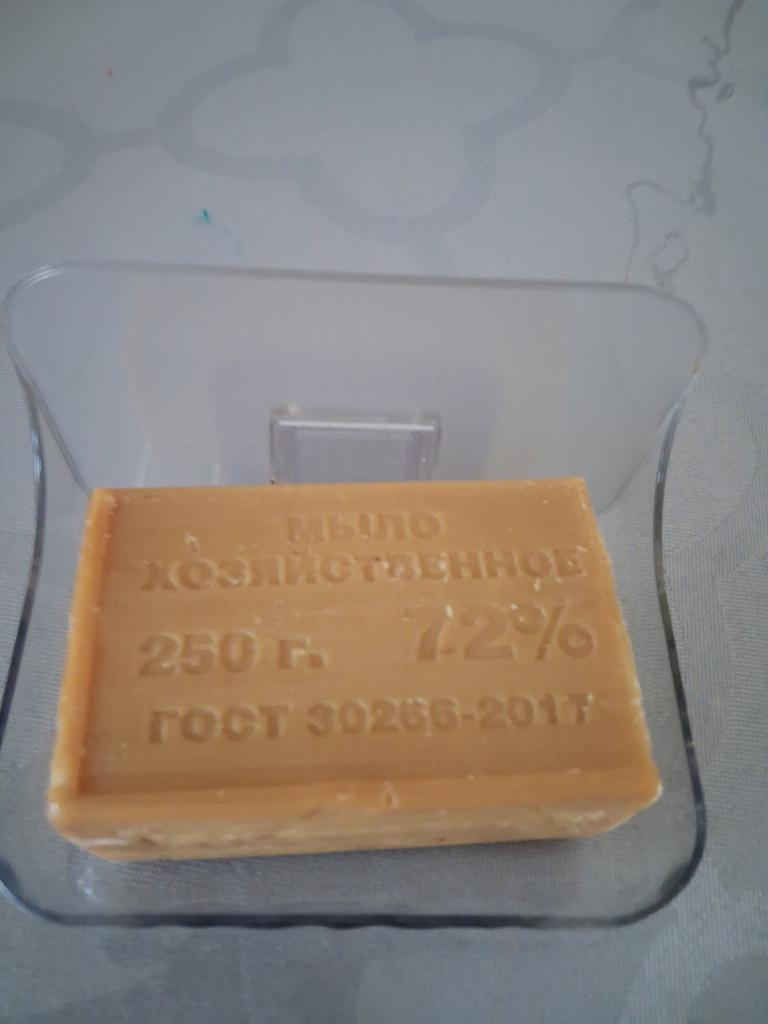 МЫЛО
ХОЗЯЙСТВЕННОЕ
250 г. 72%
ГОСТ 30266-2017